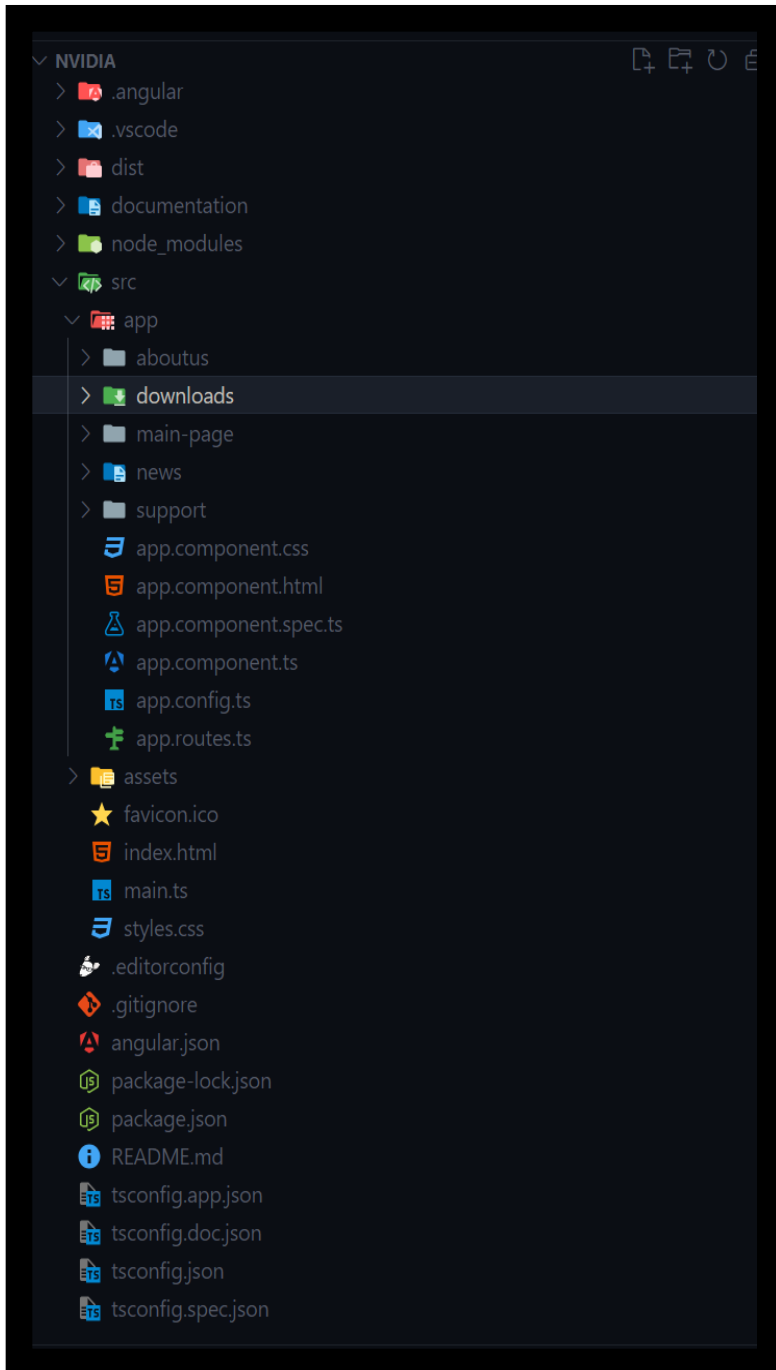 NVIDIA
.angular
.vscode
dist
documentation
node_modules
src
app
aboutus
downloads
main-page
news
support
app.component.css
app.component.html
app.component.spec.ts
app.component.ts
app.config.ts
app.routes.ts
assets
favicon.ico
index.html
main.ts
styles.css
.editorconfig
.gitignore
angular.json
package-lock.json
package.json
README.md
tsconfig.app.json
tsconfig.doc.json
tsconfig.json
tsconfig.spec.json